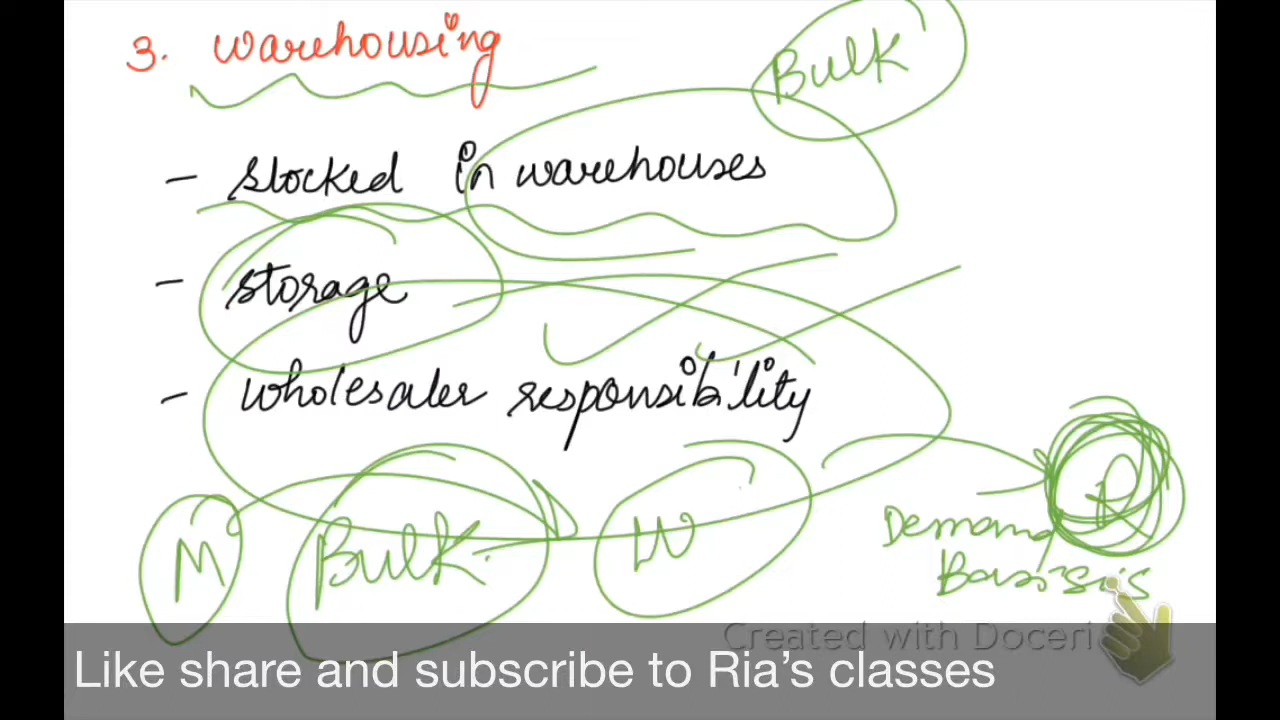 3. warehousing
Bulk
- stocked in warehouses
- storage
- wholesaler responsibility
M Bulk W R
Demand
Basis
Created with Doceri
Like share and subscribe to Ria's classes